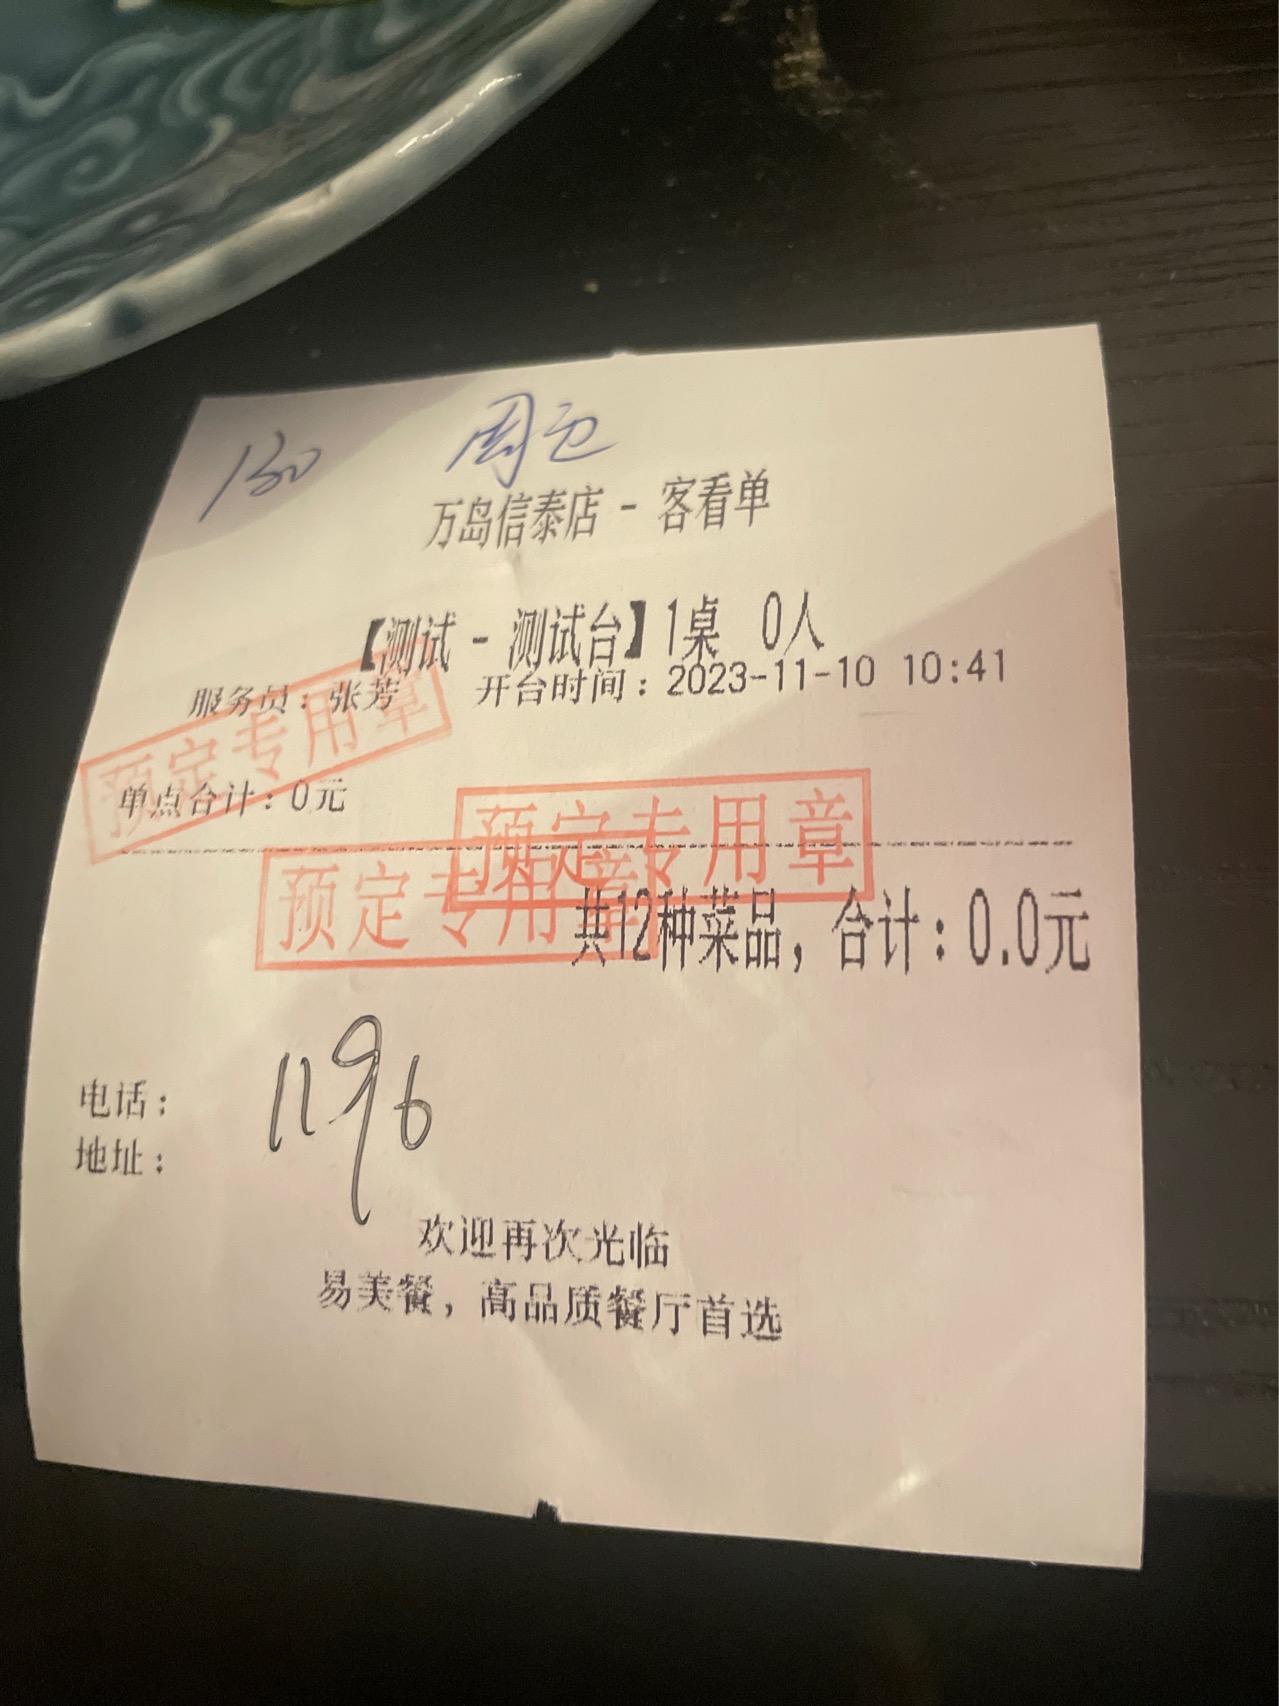 130 周包
万岛信泰店 - 客看单
【测试 - 测试台】1桌 0人
服务员：张芳 开台时间：2023-11-10 10:41
预定专用章
单点合计：0元
预定专用章
预定专用章
共12种菜品，合计：0.0元
1196
电话：
地址：
欢迎再次光临
易美餐，高品质餐厅首选